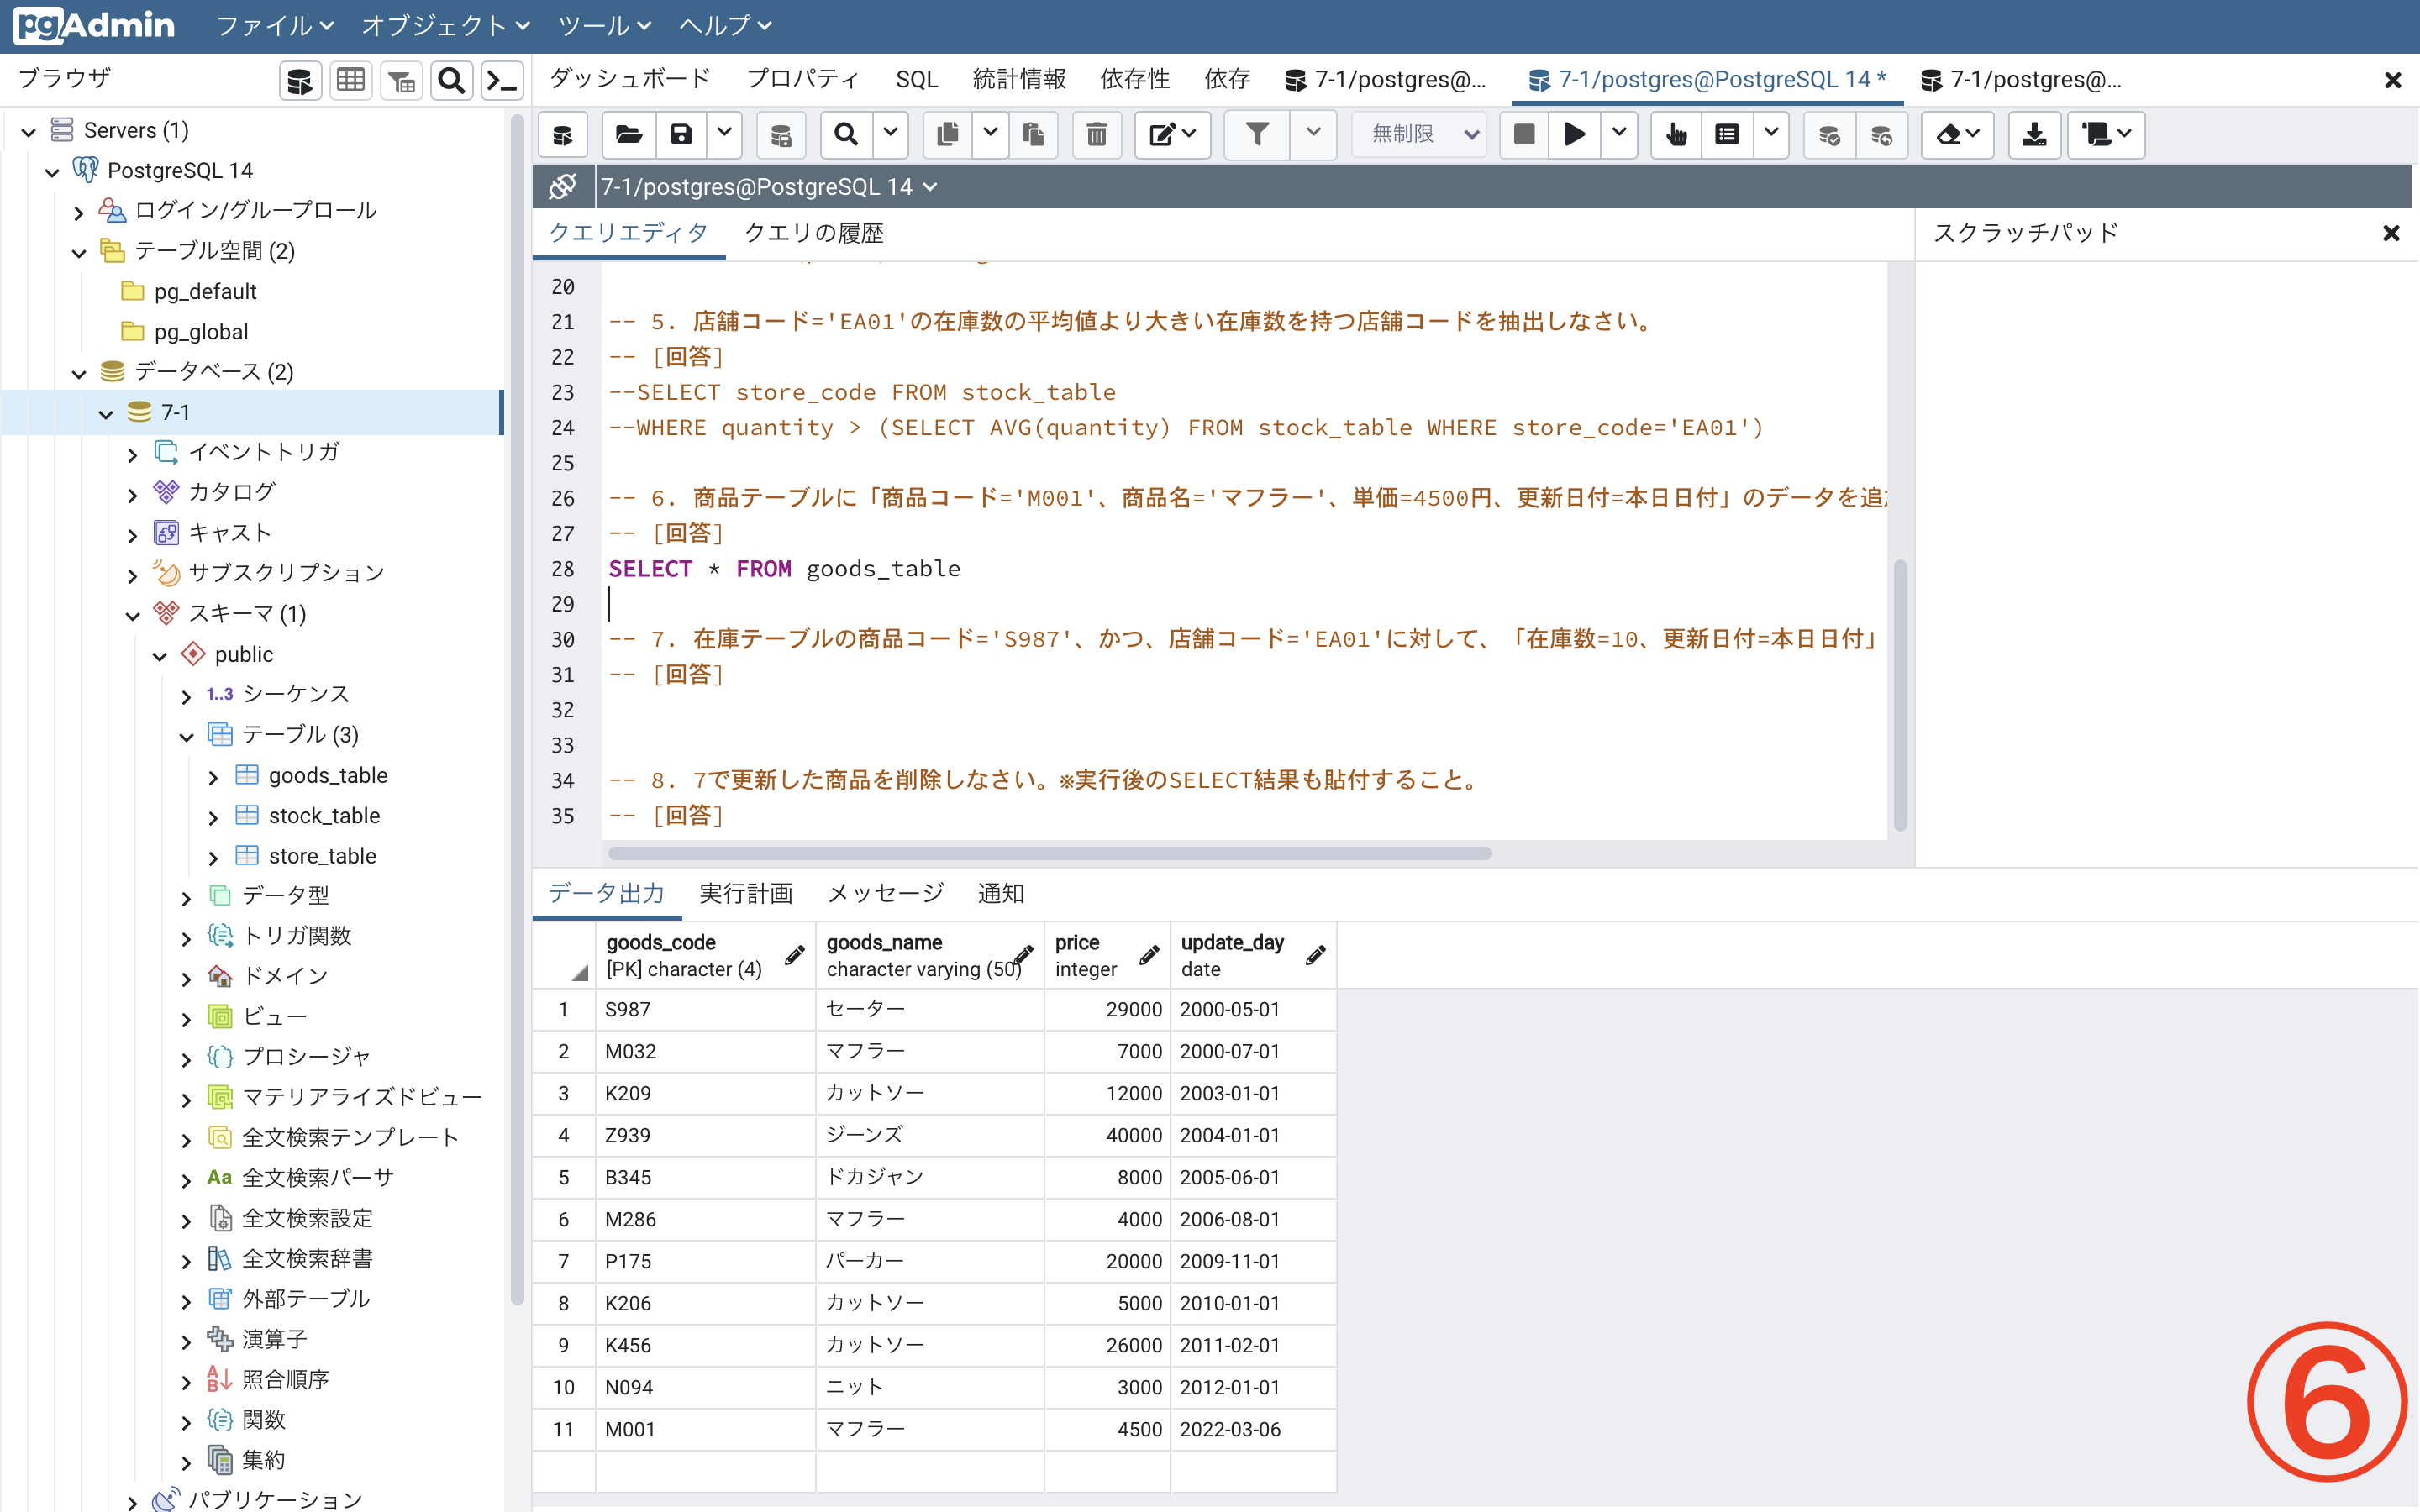 pgAdmin ファイル オブジェクト ツール ヘルプ
ブラウザ
ダッシュボード プロパティ SQL 統計情報 依存性 依存 7-1/postgres@... 7-1/postgres@PostgreSQL 14 * 7-1/postgres@...
無制限
7-1/postgres@PostgreSQL 14
クエリエディタ クエリの履歴
スクラッチパッド
Servers (1)
PostgreSQL 14
ログイン/グループロール
テーブル空間 (2)
pg_default
pg_global
データベース (2)
7-1
イベントトリガ
カタログ
キャスト
サブスクリプション
スキーマ (1)
public
1..3 シーケンス
テーブル (3)
goods_table
stock_table
store_table
データ型
トリガ関数
ドメイン
ビュー
プロシージャ
マテリアライズドビュー
全文検索テンプレート
Aa 全文検索パーサ
全文検索設定
全文検索辞書
外部テーブル
演算子
照合順序
関数
集約
パブリケーション
20
21 -- 5. 店舗コード='EA01'の在庫数の平均値より大きい在庫数を持つ店舗コードを抽出しなさい。
22 -- [回答]
23 --SELECT store_code FROM stock_table
24 --WHERE quantity > (SELECT AVG(quantity) FROM stock_table WHERE store_code='EA01')
25
26 -- 6. 商品テーブルに「商品コード='M001'、商品名='マフラー'、単価=4500円、更新日付=本日日付」のデータを追
27 -- [回答]
28 SELECT * FROM goods_table
29
30 -- 7. 在庫テーブルの商品コード='S987'、かつ、店舗コード='EA01'に対して、「在庫数=10、更新日付=本日日付」
31 -- [回答]
32
33
34 -- 8. 7で更新した商品を削除しなさい。※実行後のSELECT結果も貼付すること。
35 -- [回答]
データ出力 実行計画 メッセージ 通知
goods_code goods_name price update_day
[PK] character (4) character varying (50) integer date
1 S987 セーター 29000 2000-05-01
2 M032 マフラー 7000 2000-07-01
3 K209 カットソー 12000 2003-01-01
4 Z939 ジーンズ 40000 2004-01-01
5 B345 ドカジャン 8000 2005-06-01
6 M286 マフラー 4000 2006-08-01
7 P175 パーカー 20000 2009-11-01
8 K206 カットソー 5000 2010-01-01
9 K456 カットソー 26000 2011-02-01
10 N094 ニット 3000 2012-01-01
11 M001 マフラー 4500 2022-03-06
⑥